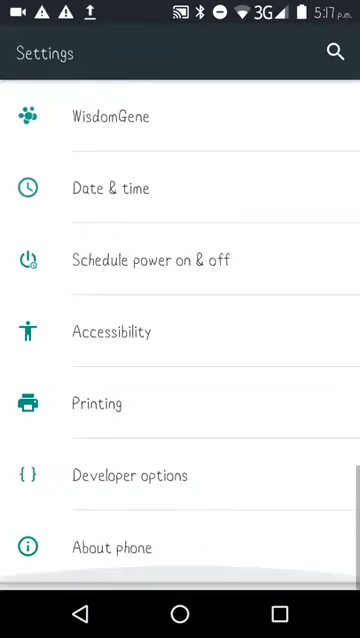 3G 5:17 p.m.
Settings
WisdomGene
Date & time
Schedule power on & off
Accessibility
Printing
{ } Developer options
About phone